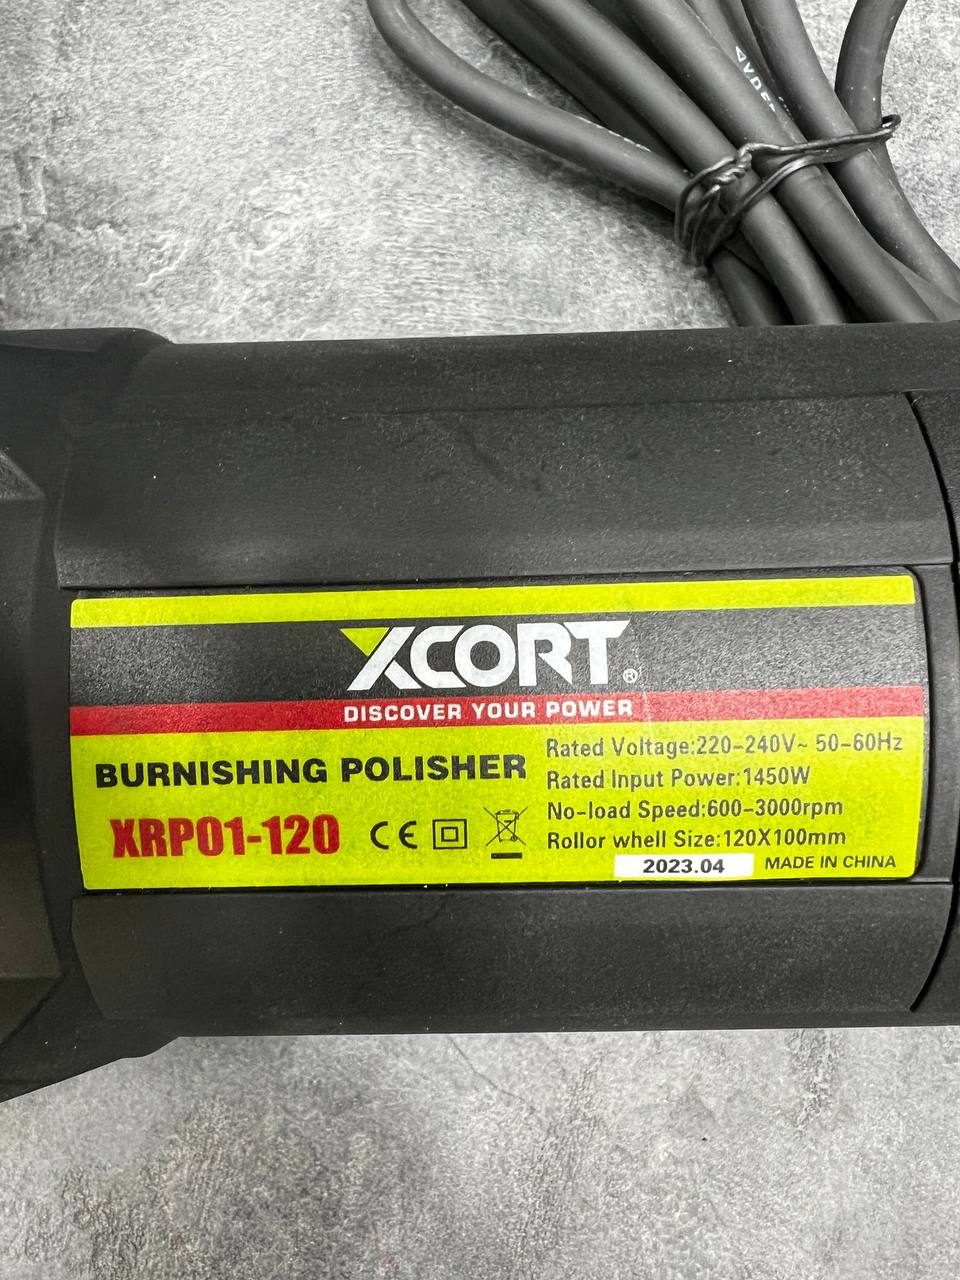 XCORT®
DISCOVER YOUR POWER
BURNISHING POLISHER
XRP01-120
CE
Rated Voltage:220-240V~ 50-60Hz
Rated Input Power:1450W
No-load Speed:600-3000rpm
Rollor whell Size:120X100mm
2023.04 MADE IN CHINA